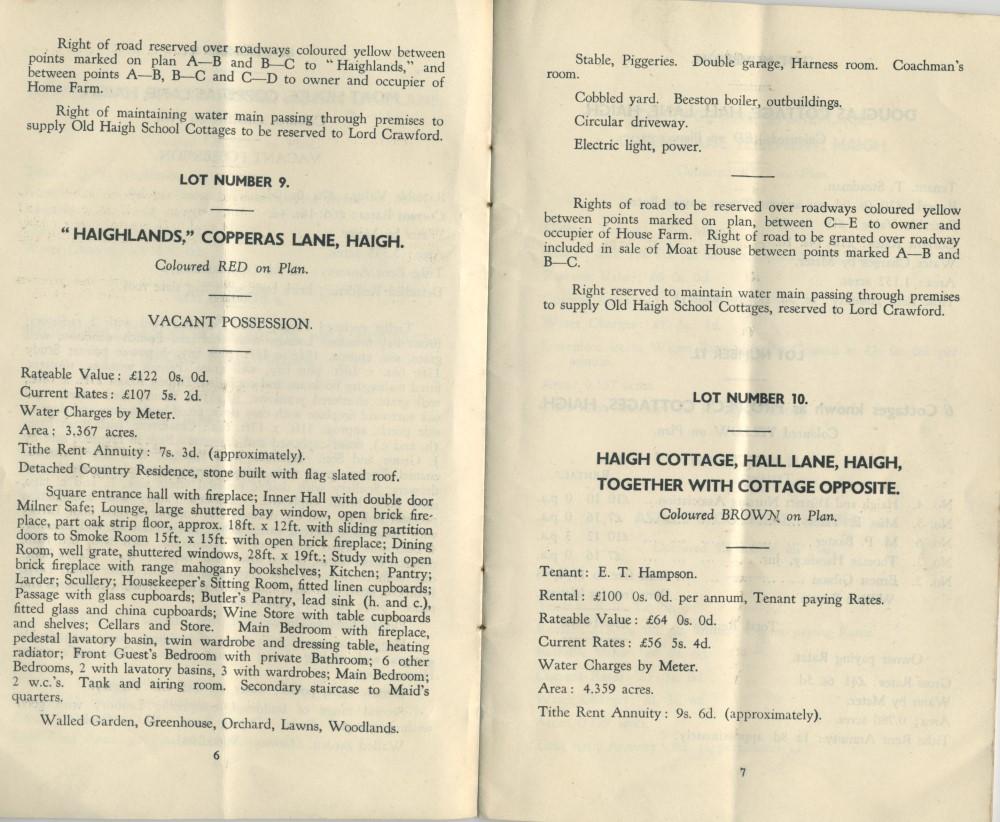 Right of road reserved over roadways coloured yellow between
points marked on plan A—B and B—C to “Haighlands,” and
between points A—B, B—C and C—D to owner and occupier of
Home Farm.
Right of maintaining water main passing through premises to
supply Old Haigh School Cottages to be reserved to Lord Crawford.
LOT NUMBER 9.
“HAIGHLANDS,” COPPERAS LANE, HAIGH.
Coloured RED on Plan.
VACANT POSSESSION.
Rateable Value: £122 0s. 0d.
Current Rates: £107 5s. 2d.
Water Charges by Meter.
Area: 3.367 acres.
Tithe Rent Annuity: 7s. 3d. (approximately).
Detached Country Residence, stone built with flag slated roof.
Square entrance hall with fireplace; Inner Hall with double door
Milner Safe; Lounge, large shuttered bay window, open brick fire-
place, part oak strip floor, approx. 18ft. x 12ft. with sliding partition
doors to Smoke Room 15ft. x 15ft. with open brick fireplace; Dining
Room, well grate, shuttered windows, 28ft. x 19ft.; Study with open
brick fireplace with range mahogany bookshelves; Kitchen; Pantry;
Larder; Scullery; Housekeeper's Sitting Room, fitted linen cupboards;
Passage with glass cupboards; Butler's Pantry, lead sink (h. and c.),
fitted glass and china cupboards; Wine Store with table cupboards
and shelves; Cellars and Store. Main Bedroom with fireplace,
pedestal lavatory basin, twin wardrobe and dressing table, heating
radiator; Front Guest's Bedroom with private Bathroom; 6 other
Bedrooms, 2 with lavatory basins, 3 with wardrobes; Main Bedroom;
2 w.c.'s. Tank and airing room. Secondary staircase to Maid's
quarters.
Walled Garden, Greenhouse, Orchard, Lawns, Woodlands.
6
Stable, Piggeries. Double garage, Harness room. Coachman's
room.
Cobbled yard. Beeston boiler, outbuildings.
Circular driveway.
Electric light, power.
Rights of road to be reserved over roadways coloured yellow
between points marked on plan, between C—E to owner and
occupier of House Farm. Right of road to be granted over roadway
included in sale of Moat House between points marked A—B and
B—C.
Right reserved to maintain water main passing through premises
to supply Old Haigh School Cottages, reserved to Lord Crawford.
LOT NUMBER 10.
HAIGH COTTAGE, HALL LANE, HAIGH,
TOGETHER WITH COTTAGE OPPOSITE.
Coloured BROWN on Plan.
Tenant: E. T. Hampson.
Rental: £100 0s. 0d. per annum, Tenant paying Rates.
Rateable Value: £64 0s. 0d.
Current Rates: £56 5s. 4d.
Water Charges by Meter.
Area: 4.359 acres.
Tithe Rent Annuity: 9s. 6d. (approximately).
7